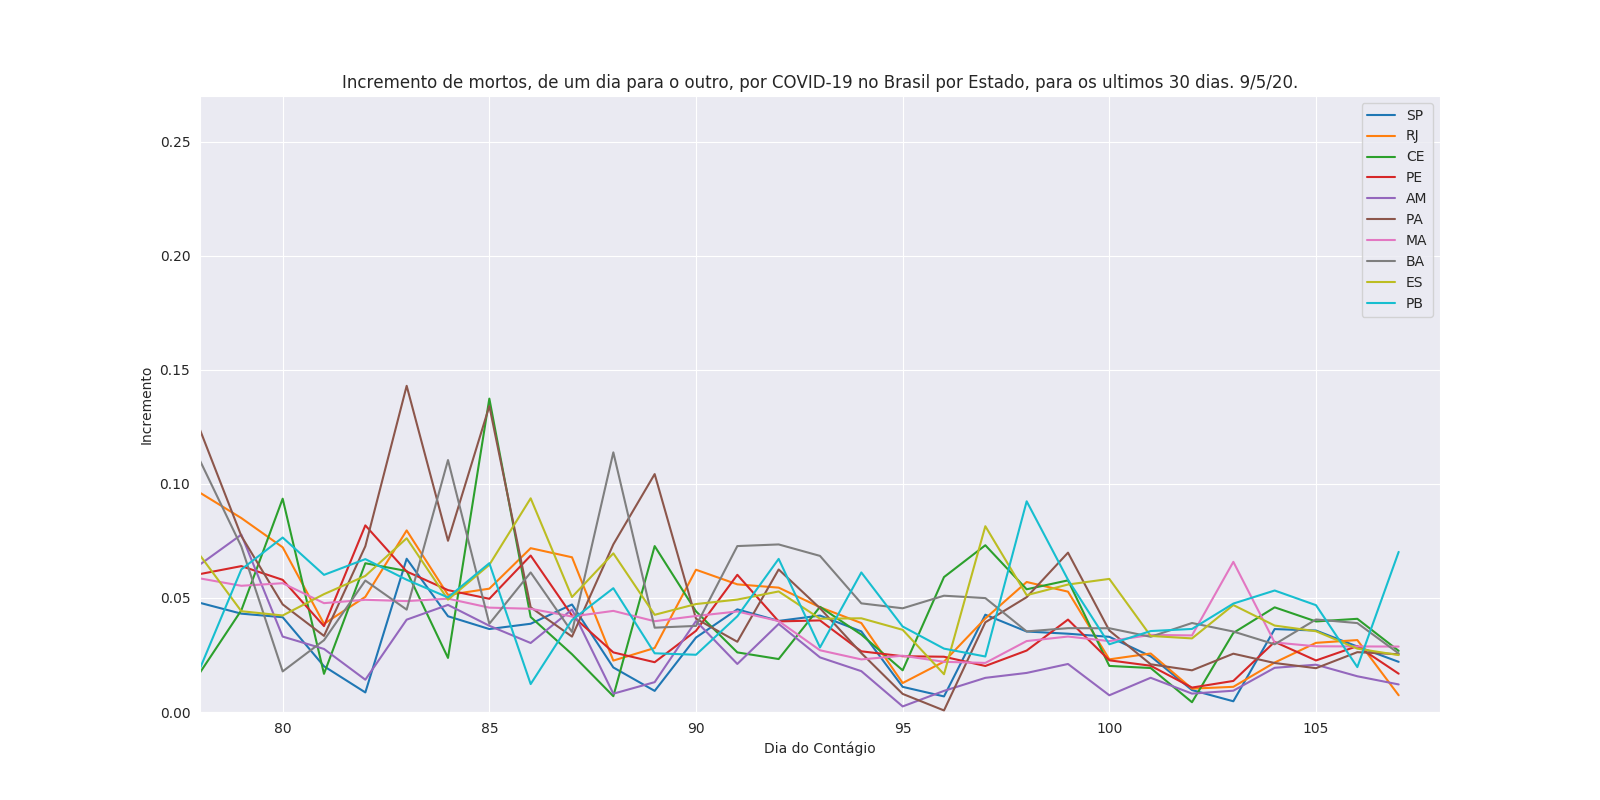 Incremento de mortos, de um dia para o outro, por COVID-19 no Brasil por Estado, para os ultimos 30 dias. 9/5/20.
SP
RJ
CE
PE
AM
PA
MA
BA
ES
PB
Incremento
0.25
0.20
0.15
0.10
0.05
0.00
80
85
90
95
100
105
Dia do Contágio